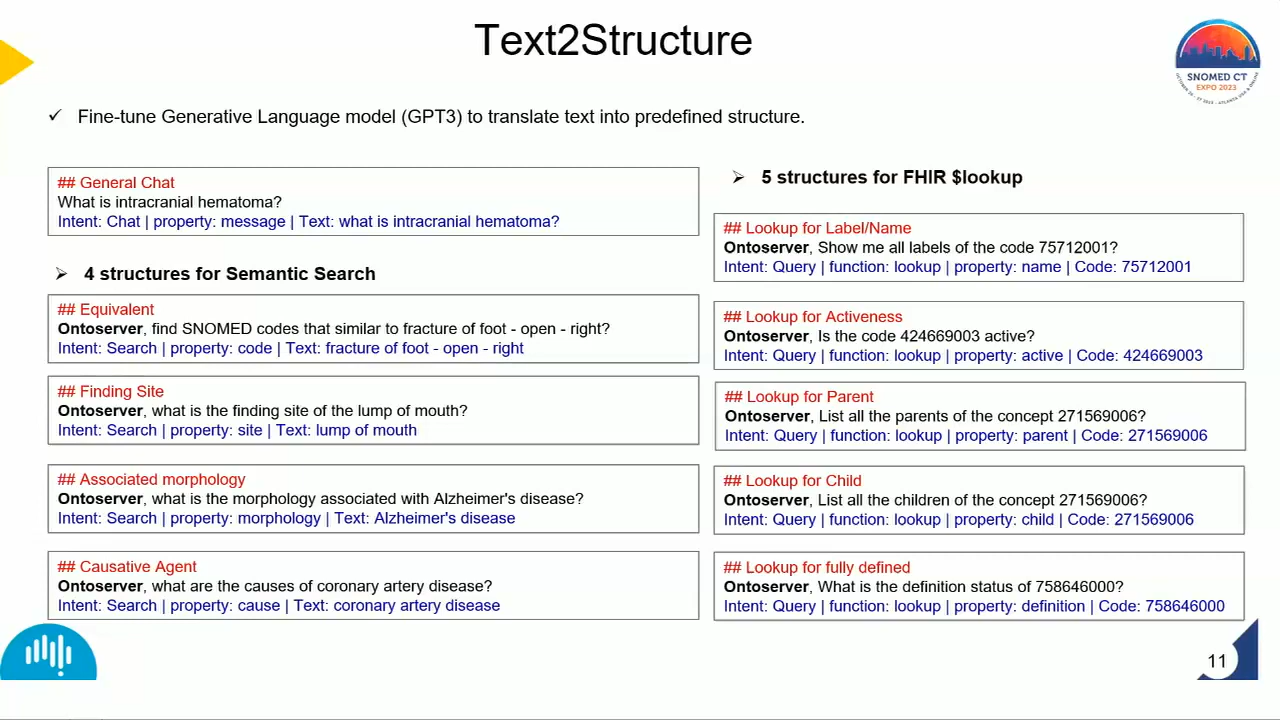 Text2Structure
SNOMED CT
EXPO 2023
✓ Fine-tune Generative Language model (GPT3) to translate text into predefined structure.
## General Chat
What is intracranial hematoma?
Intent: Chat | property: message | Text: what is intracranial hematoma?
➢ 4 structures for Semantic Search
## Equivalent
Ontoserver, find SNOMED codes that similar to fracture of foot - open - right?
Intent: Search | property: code | Text: fracture of foot - open - right
## Finding Site
Ontoserver, what is the finding site of the lump of mouth?
Intent: Search | property: site | Text: lump of mouth
## Associated morphology
Ontoserver, what is the morphology associated with Alzheimer's disease?
Intent: Search | property: morphology | Text: Alzheimer's disease
## Causative Agent
Ontoserver, what are the causes of coronary artery disease?
Intent: Search | property: cause | Text: coronary artery disease
➢ 5 structures for FHIR $lookup
## Lookup for Label/Name
Ontoserver, Show me all labels of the code 75712001?
Intent: Query | function: lookup | property: name | Code: 75712001
## Lookup for Activeness
Ontoserver, Is the code 424669003 active?
Intent: Query | function: lookup | property: active | Code: 424669003
## Lookup for Parent
Ontoserver, List all the parents of the concept 271569006?
Intent: Query | function: lookup | property: parent | Code: 271569006
## Lookup for Child
Ontoserver, List all the children of the concept 271569006?
Intent: Query | function: lookup | property: child | Code: 271569006
## Lookup for fully defined
Ontoserver, What is the definition status of 758646000?
Intent: Query | function: lookup | property: definition | Code: 758646000
11